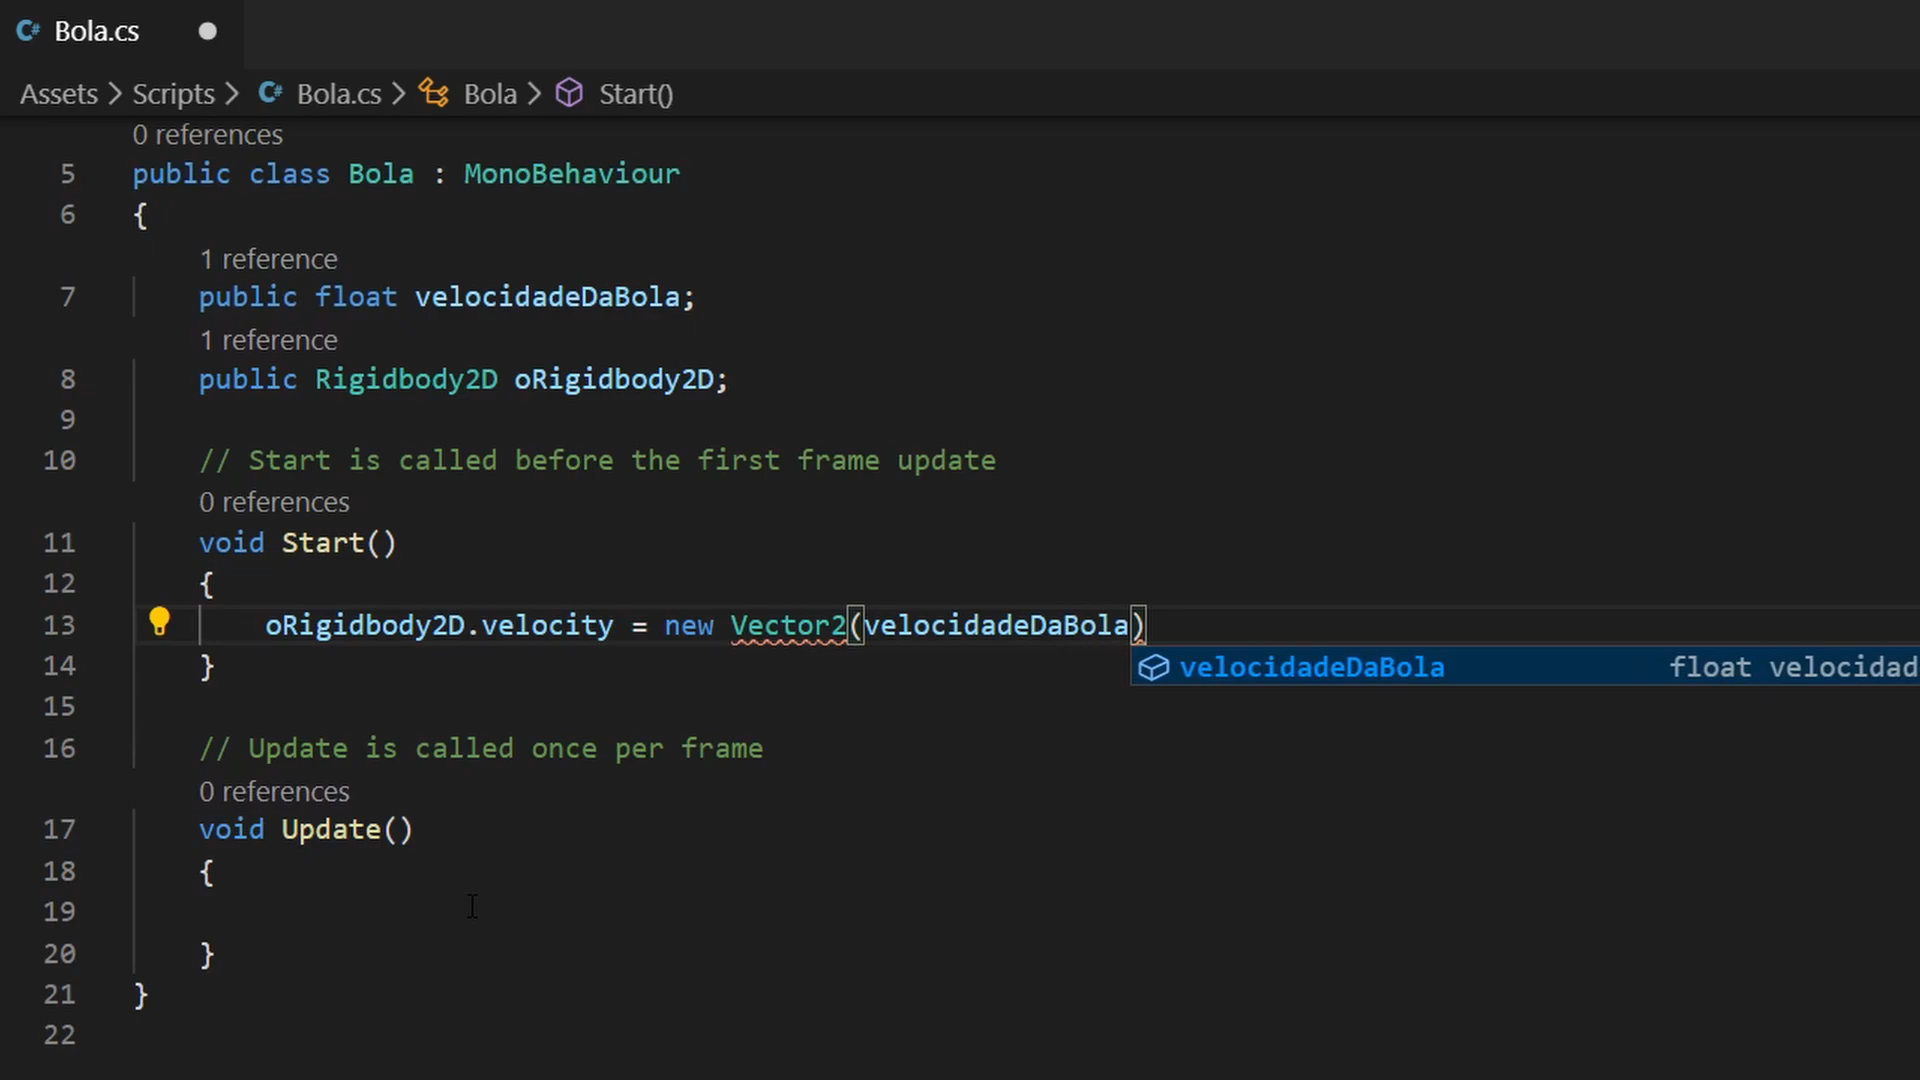 Bola.cs
Assets > Scripts > Bola.cs > Bola > Start()
0 references
5 public class Bola : MonoBehaviour
6 {
1 reference
7 public float velocidadeDaBola;
1 reference
8 public Rigidbody2D oRigidbody2D;
9
10 // Start is called before the first frame update
0 references
11 void Start()
12 {
13 oRigidbody2D.velocity = new Vector2(velocidadeDaBola)
velocidadeDaBola float velocidad
14 }
15
16 // Update is called once per frame
0 references
17 void Update()
18 {
19
20 }
21 }
22